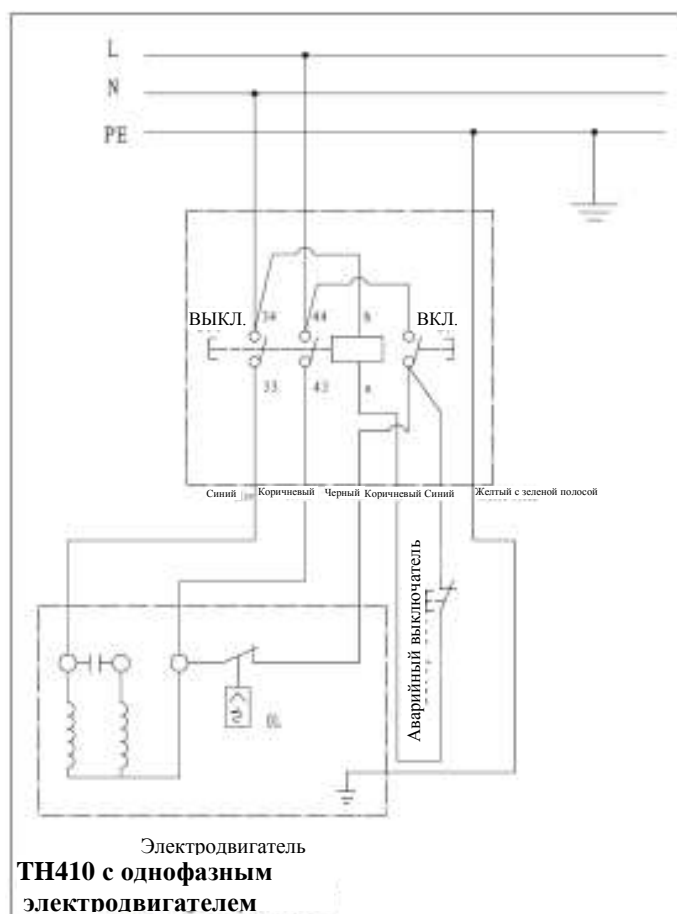 L
N
PE
ВЫКЛ. 34 44 b ВКЛ.
33 43 a
Синий Коричневый Черный Коричневый Синий Желтый с зеленой полосой
Аварийный выключатель
OL
Электродвигатель
TH410 с однофазным
электродвигателем